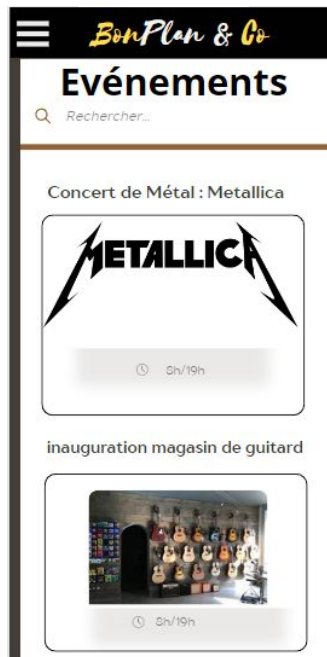 BonPlan & Co
Evénements
Rechercher...
Concert de Métal : Metallica
METALLICA
8h/19h
inauguration magasin de guitard
8h/19h